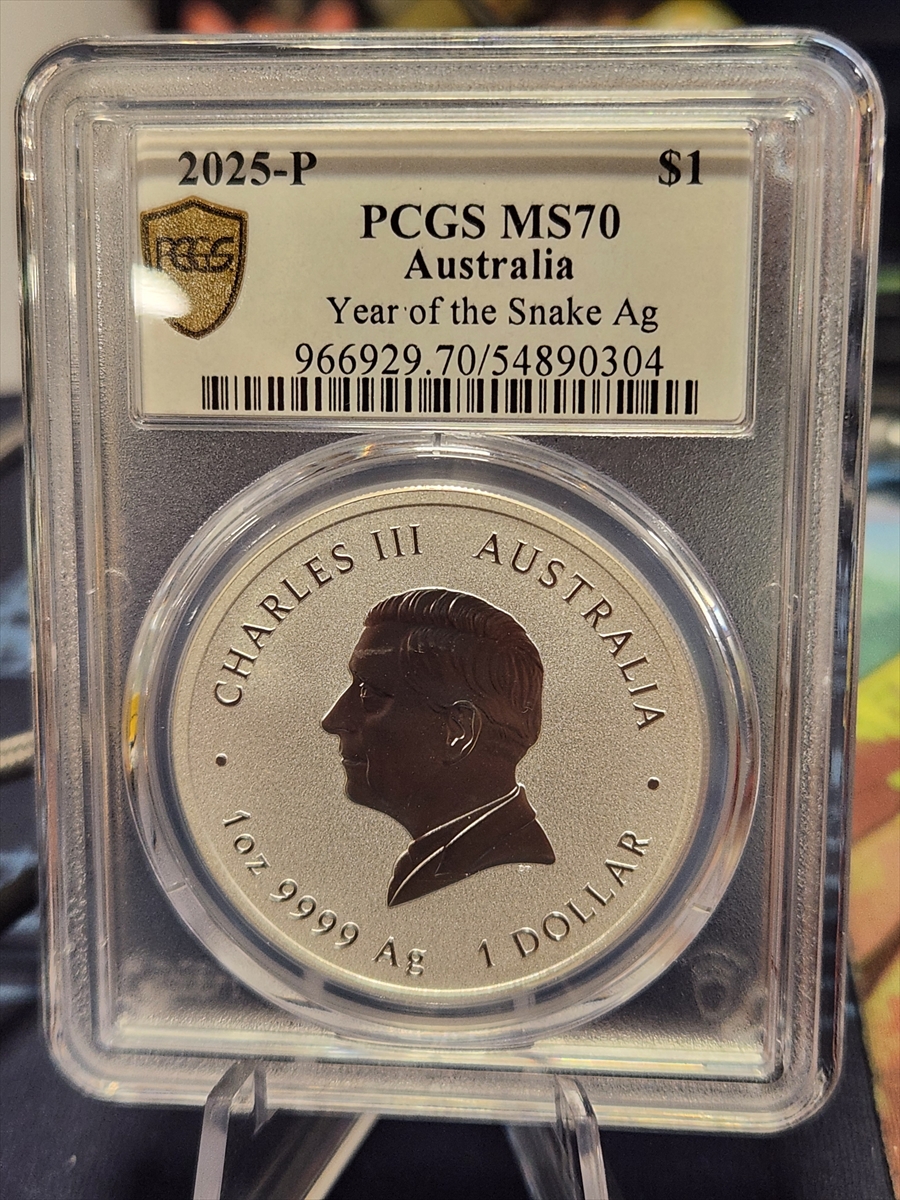 2025-P $1
PCGS MS70
PCGS
Australia
Year of the Snake Ag
966929.70/54890304
CHARLES III AUSTRALIA
1oz 9999 Ag 1 DOLLAR